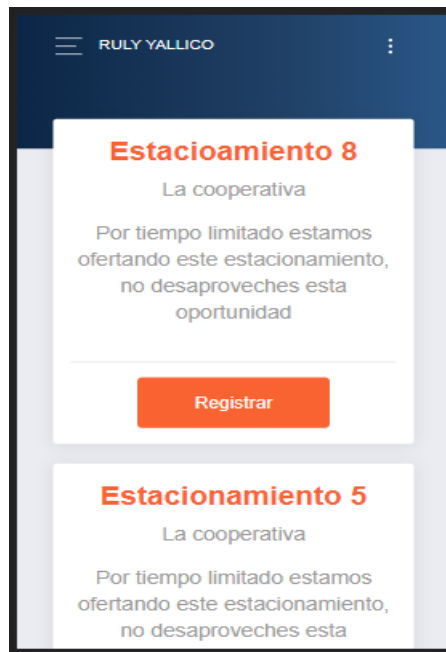 RULY YALLICO
Estacioamiento 8
La cooperativa
Por tiempo limitado estamos
ofertando este estacionamiento,
no desaproveches esta
oportunidad
Registrar
Estacionamiento 5
La cooperativa
Por tiempo limitado estamos
ofertando este estacionamiento,
no desaproveches esta